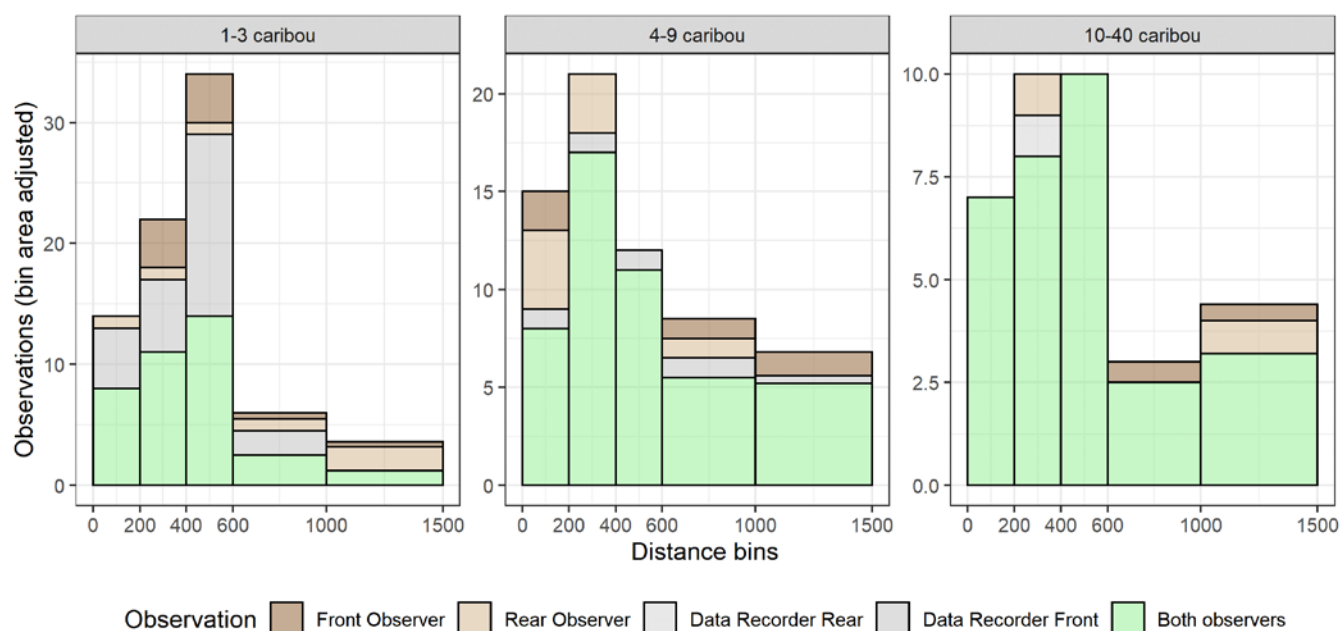 1-3 caribou 4-9 caribou 10-40 caribou
Observations (bin area adjusted)
30
20
10
0
20
15
10
5
0
10.0
7.5
5.0
2.5
0.0
0 200 400 600 1000 1500 0 200 400 600 1000 1500 0 200 400 600 1000 1500
Distance bins
Observation Front Observer Rear Observer Data Recorder Rear Data Recorder Front Both observers